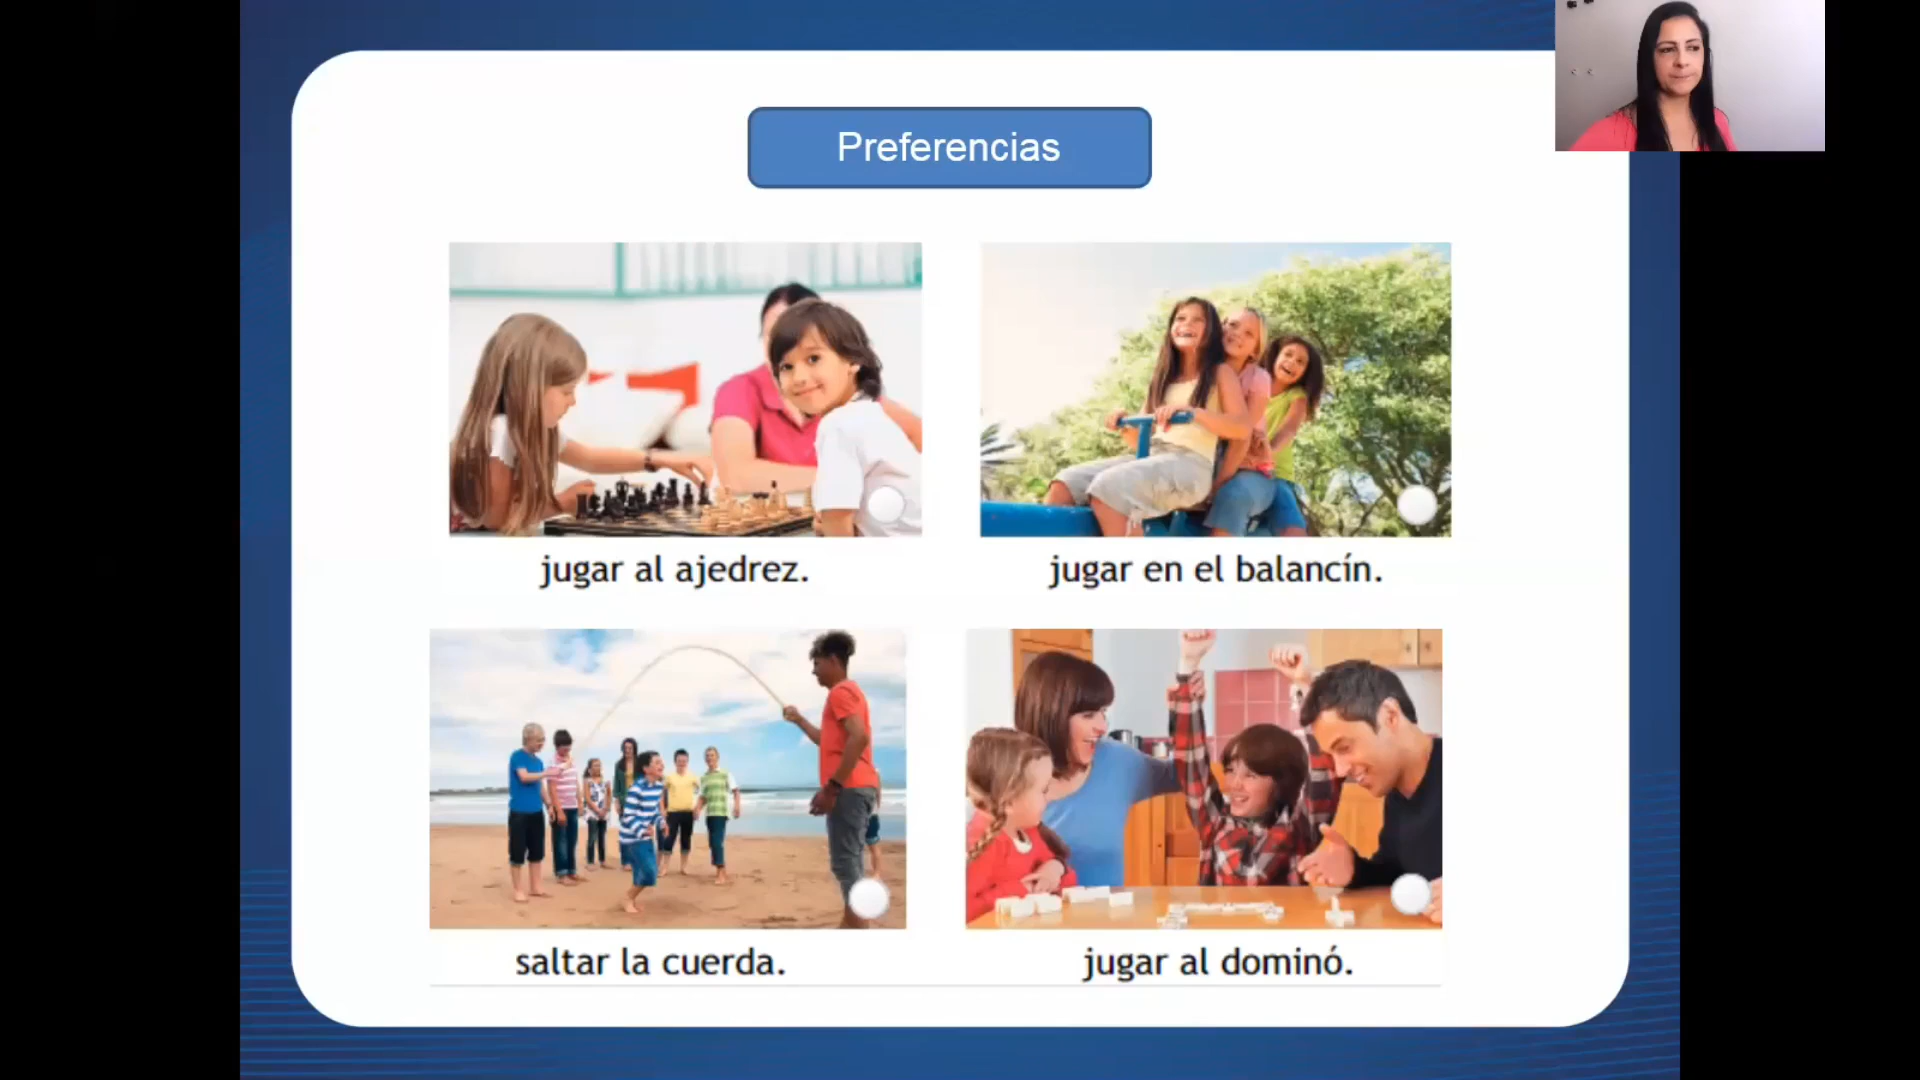 Preferencias
jugar al ajedrez.
jugar en el balancín.
saltar la cuerda.
jugar al dominó.